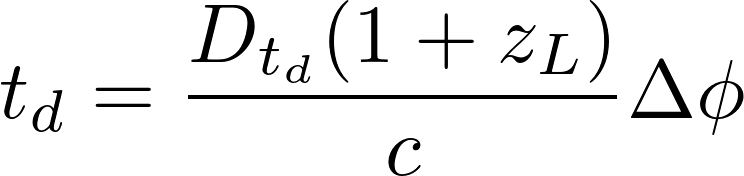 t_d = \frac{D_{t_d}(1 + z_L)}{c} \Delta\phi